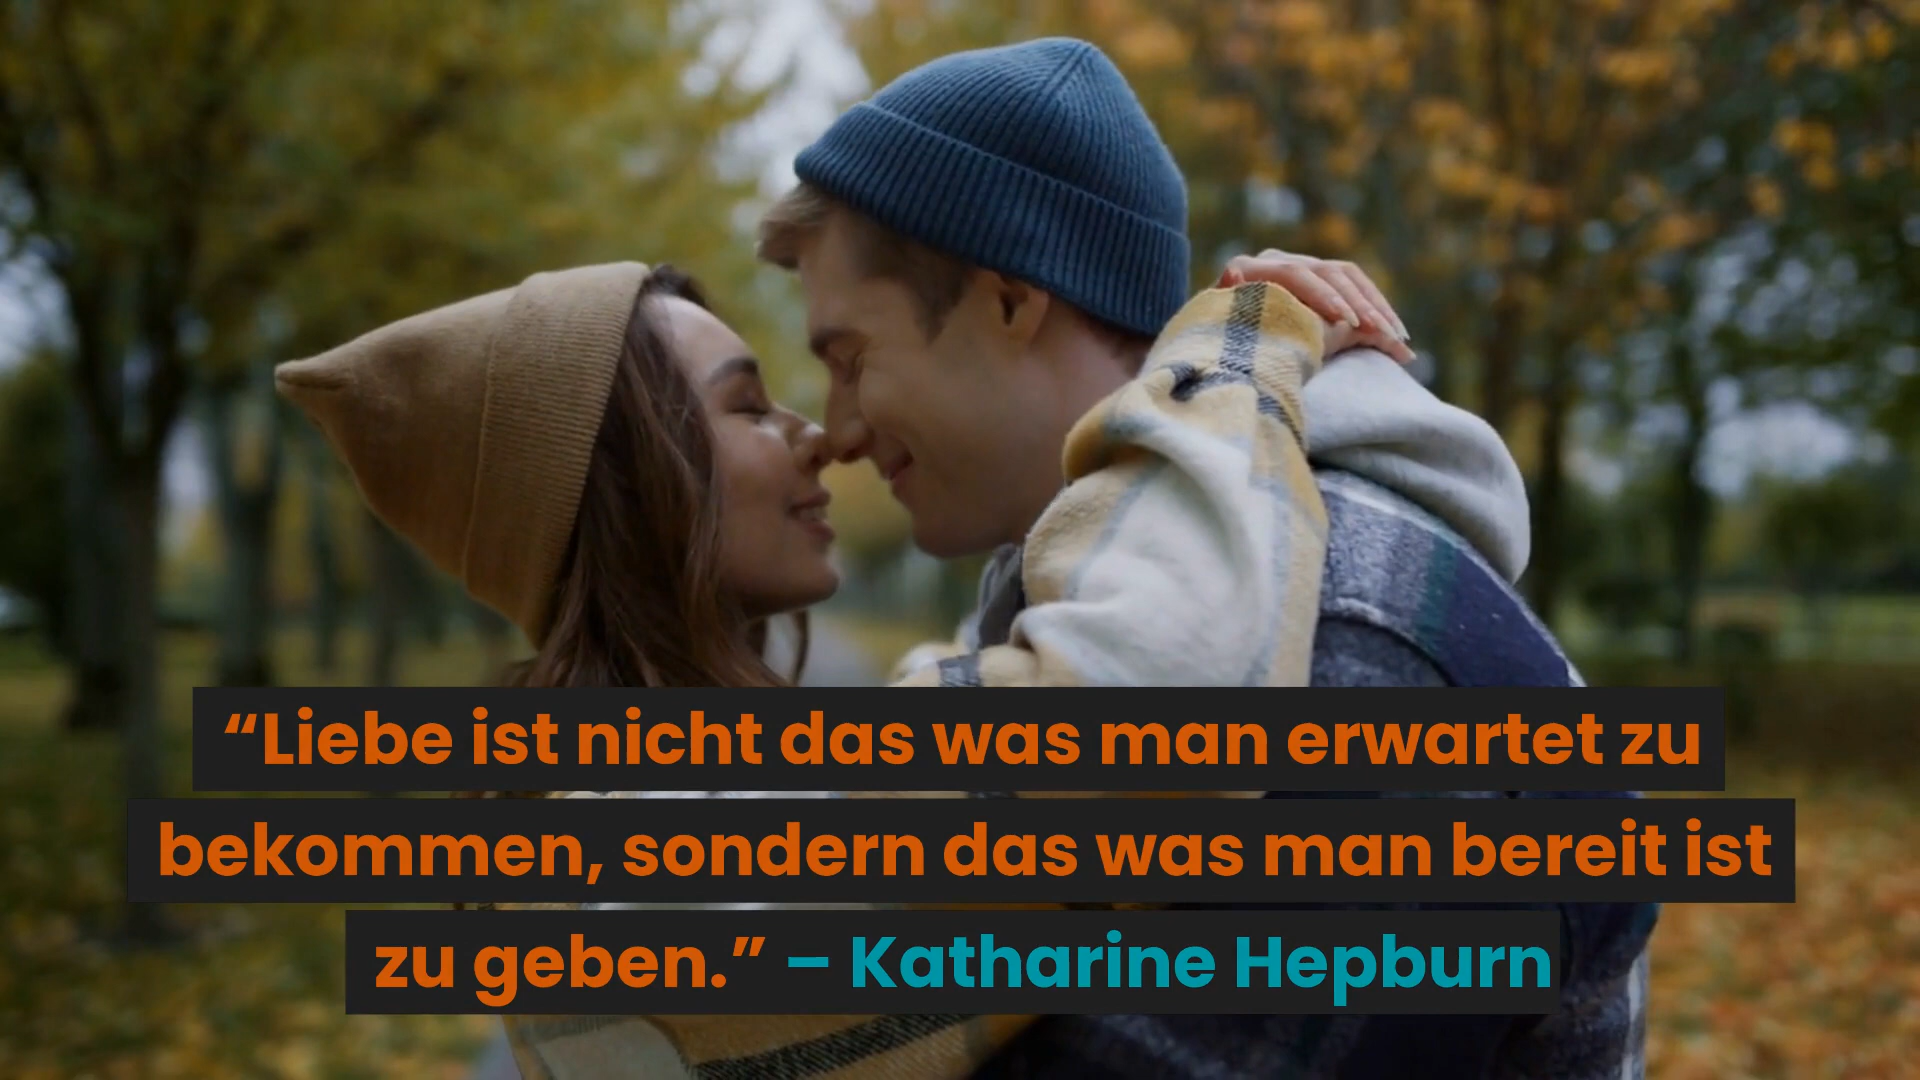 “Liebe ist nicht das was man erwartet zu
bekommen, sondern das was man bereit ist
zu geben.” – Katharine Hepburn